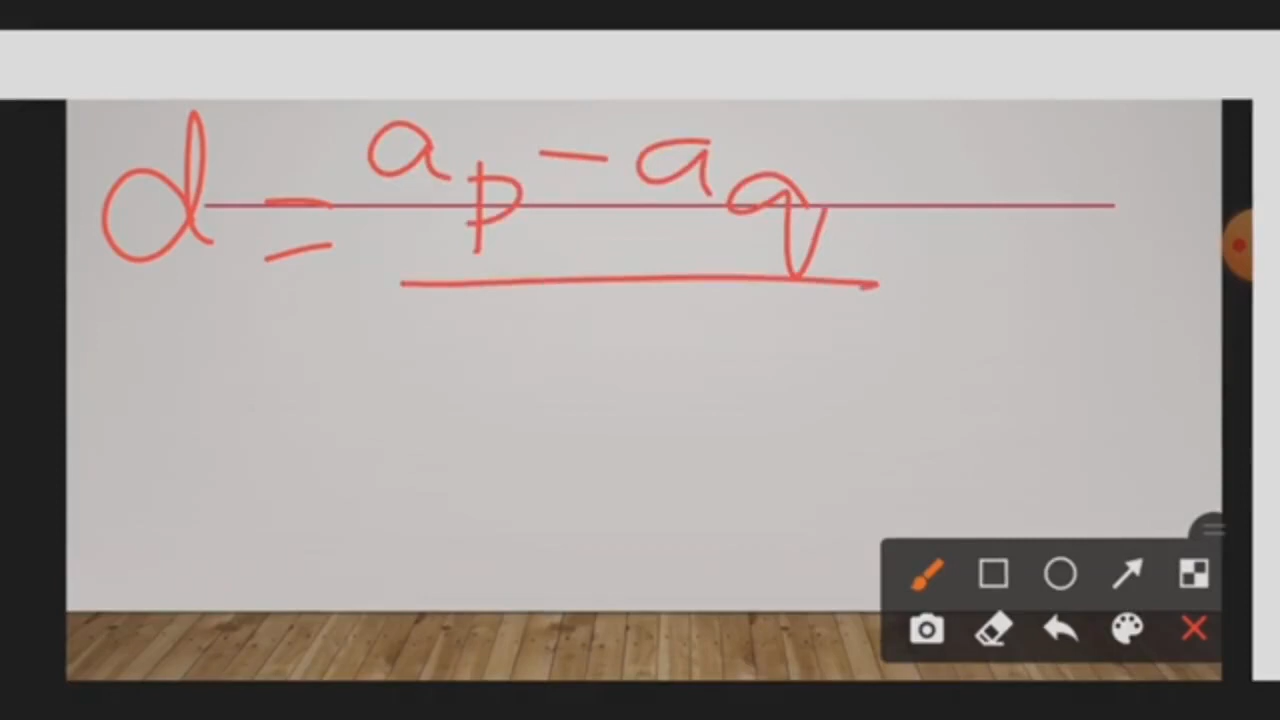 d = a_p - a_q